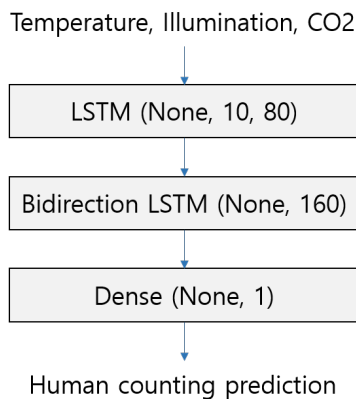 Temperature, Illumination, CO2
LSTM (None, 10, 80)
Bidirection LSTM (None, 160)
Dense (None, 1)
Human counting prediction